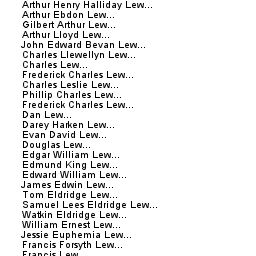 Arthur Henry Halliday Lew...
Arthur Ebdon Lew...
Gilbert Arthur Lew...
Arthur Lloyd Lew...
John Edward Bevan Lew...
Charles Llewellyn Lew...
Charles Lew...
Frederick Charles Lew...
Charles Leslie Lew...
Phillip Charles Lew...
Frederick Charles Lew...
Dan Lew...
Darey Harken Lew...
Evan David Lew...
Douglas Lew...
Edgar William Lew...
Edmund King Lew...
Edward William Lew...
James Edwin Lew...
Tom Eldridge Lew...
Samuel Lees Eldridge Lew...
Watkin Eldridge Lew...
William Ernest Lew...
Jessie Euphemia Lew...
Francis Forsyth Lew...
Francis Lew